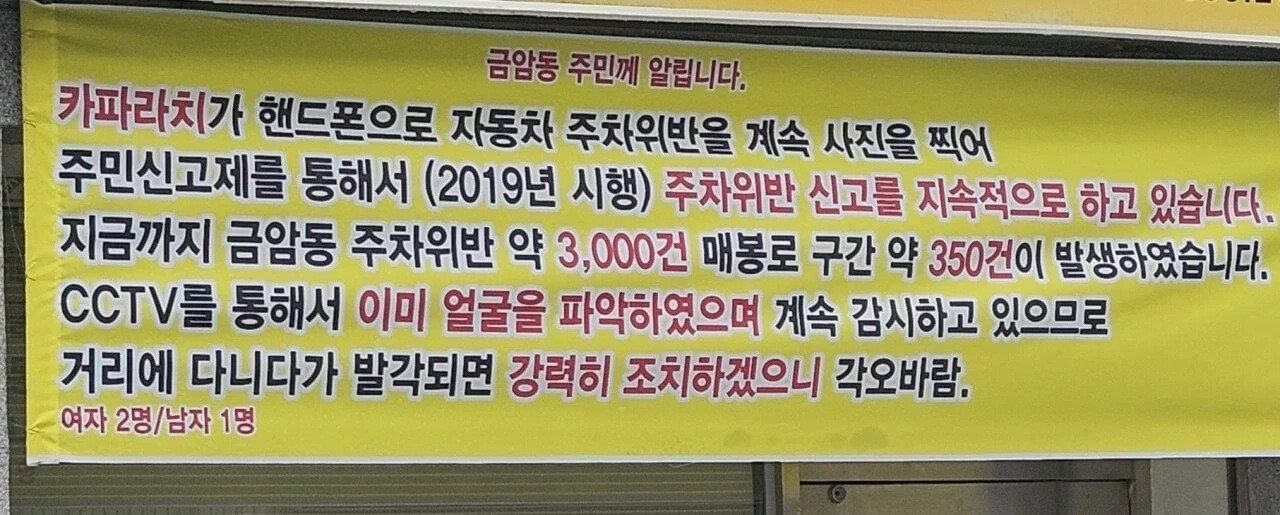 금암동 주민께 알립니다.
카파라치가 핸드폰으로 자동차 주차위반을 계속 사진을 찍어
주민신고제를 통해서 (2019년 시행) 주차위반 신고를 지속적으로 하고 있습니다.
지금까지 금암동 주차위반 약 3,000건 매봉로 구간 약 350건이 발생하였습니다.
CCTV를 통해서 이미 얼굴을 파악하였으며 계속 감시하고 있으므로
거리에 다니다가 발각되면 강력히 조치하겠으니 각오바람.
여자 2명/남자 1명